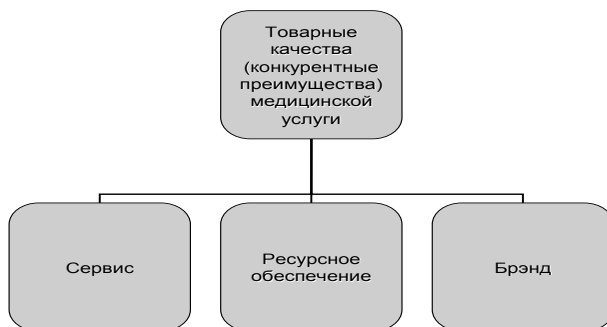 Товарные
качества
(конкурентные
преимущества)
медицинской
услуги
Сервис
Ресурсное
обеспечение
Брэнд